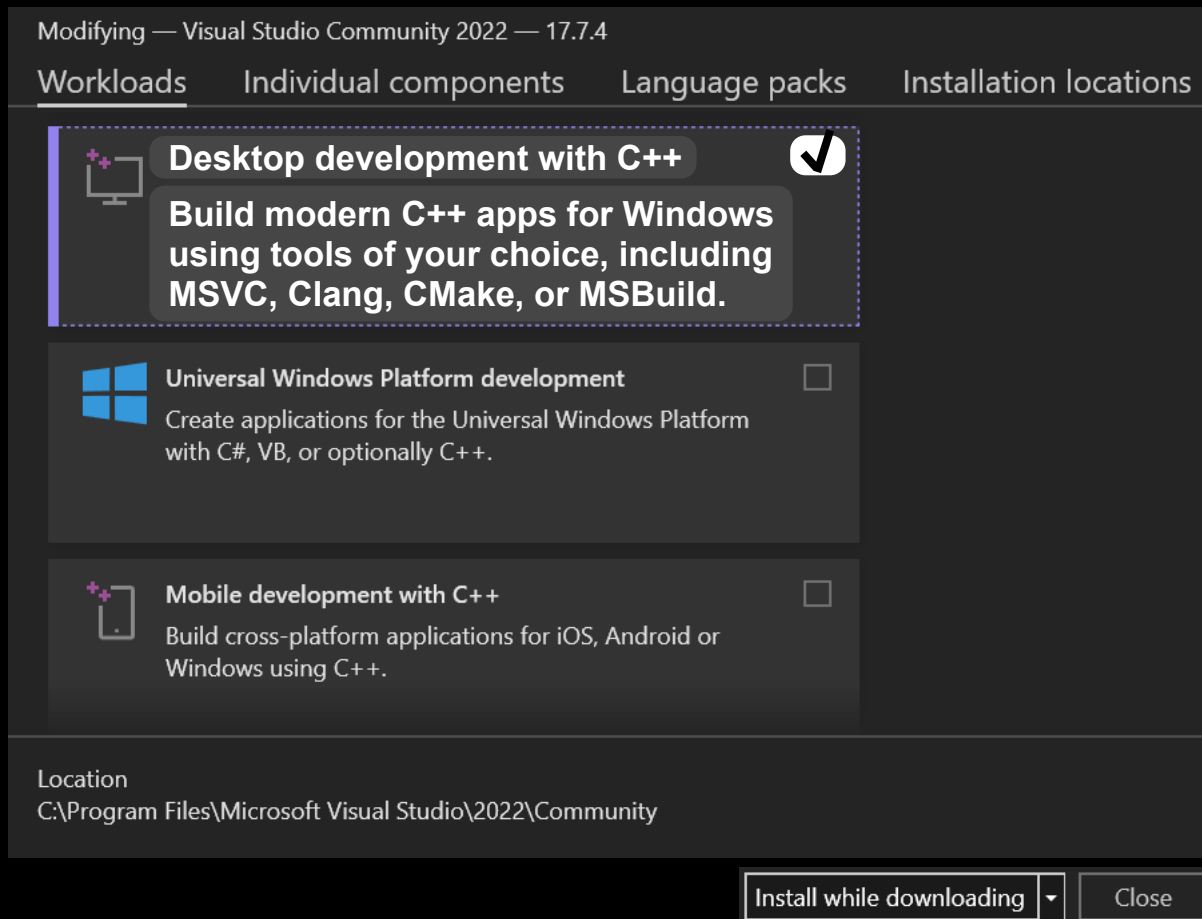 Modifying — Visual Studio Community 2022 — 17.7.4
Workloads Individual components Language packs Installation locations
Desktop development with C++
Build modern C++ apps for Windows
using tools of your choice, including
MSVC, Clang, CMake, or MSBuild.
Universal Windows Platform development
Create applications for the Universal Windows Platform
with C#, VB, or optionally C++.
Mobile development with C++
Build cross-platform applications for iOS, Android or
Windows using C++.
Location
C:\Program Files\Microsoft Visual Studio\2022\Community
Install while downloading Close